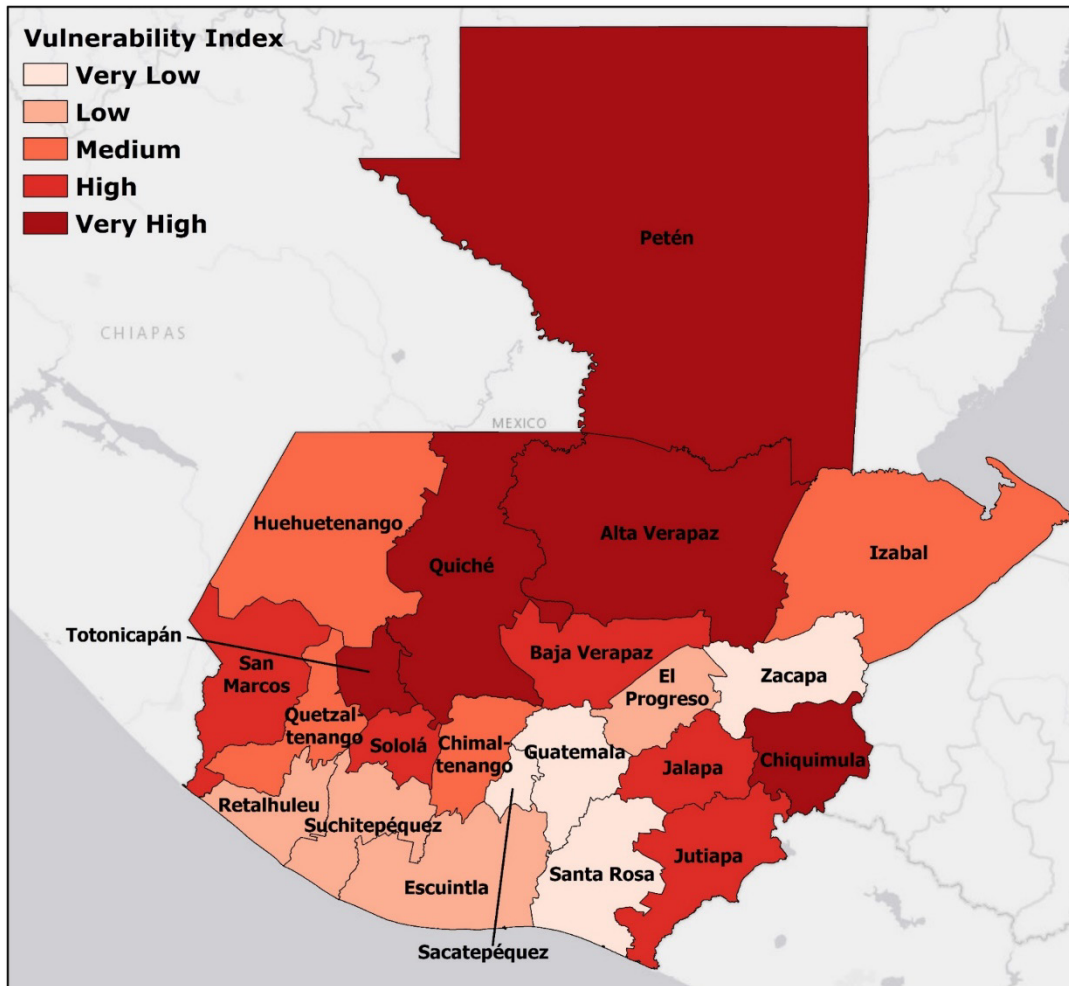 Vulnerability Index
Very Low
Low
Medium
High
Very High
Petén
CHIAPAS
MEXICO
Huehuetenango
Alta Verapaz
Izabal
Quiché
Totonicapán
Baja Verapaz
San
Marcos
El
Progreso
Zacapa
Quetzal-
tenango
Sololá
Chimal-
tenango
Guatemala
Jalapa
Chiquimula
Retalhuleu
Suchitepéquez
Jutiapa
Escuintla
Santa Rosa
Sacatepéquez